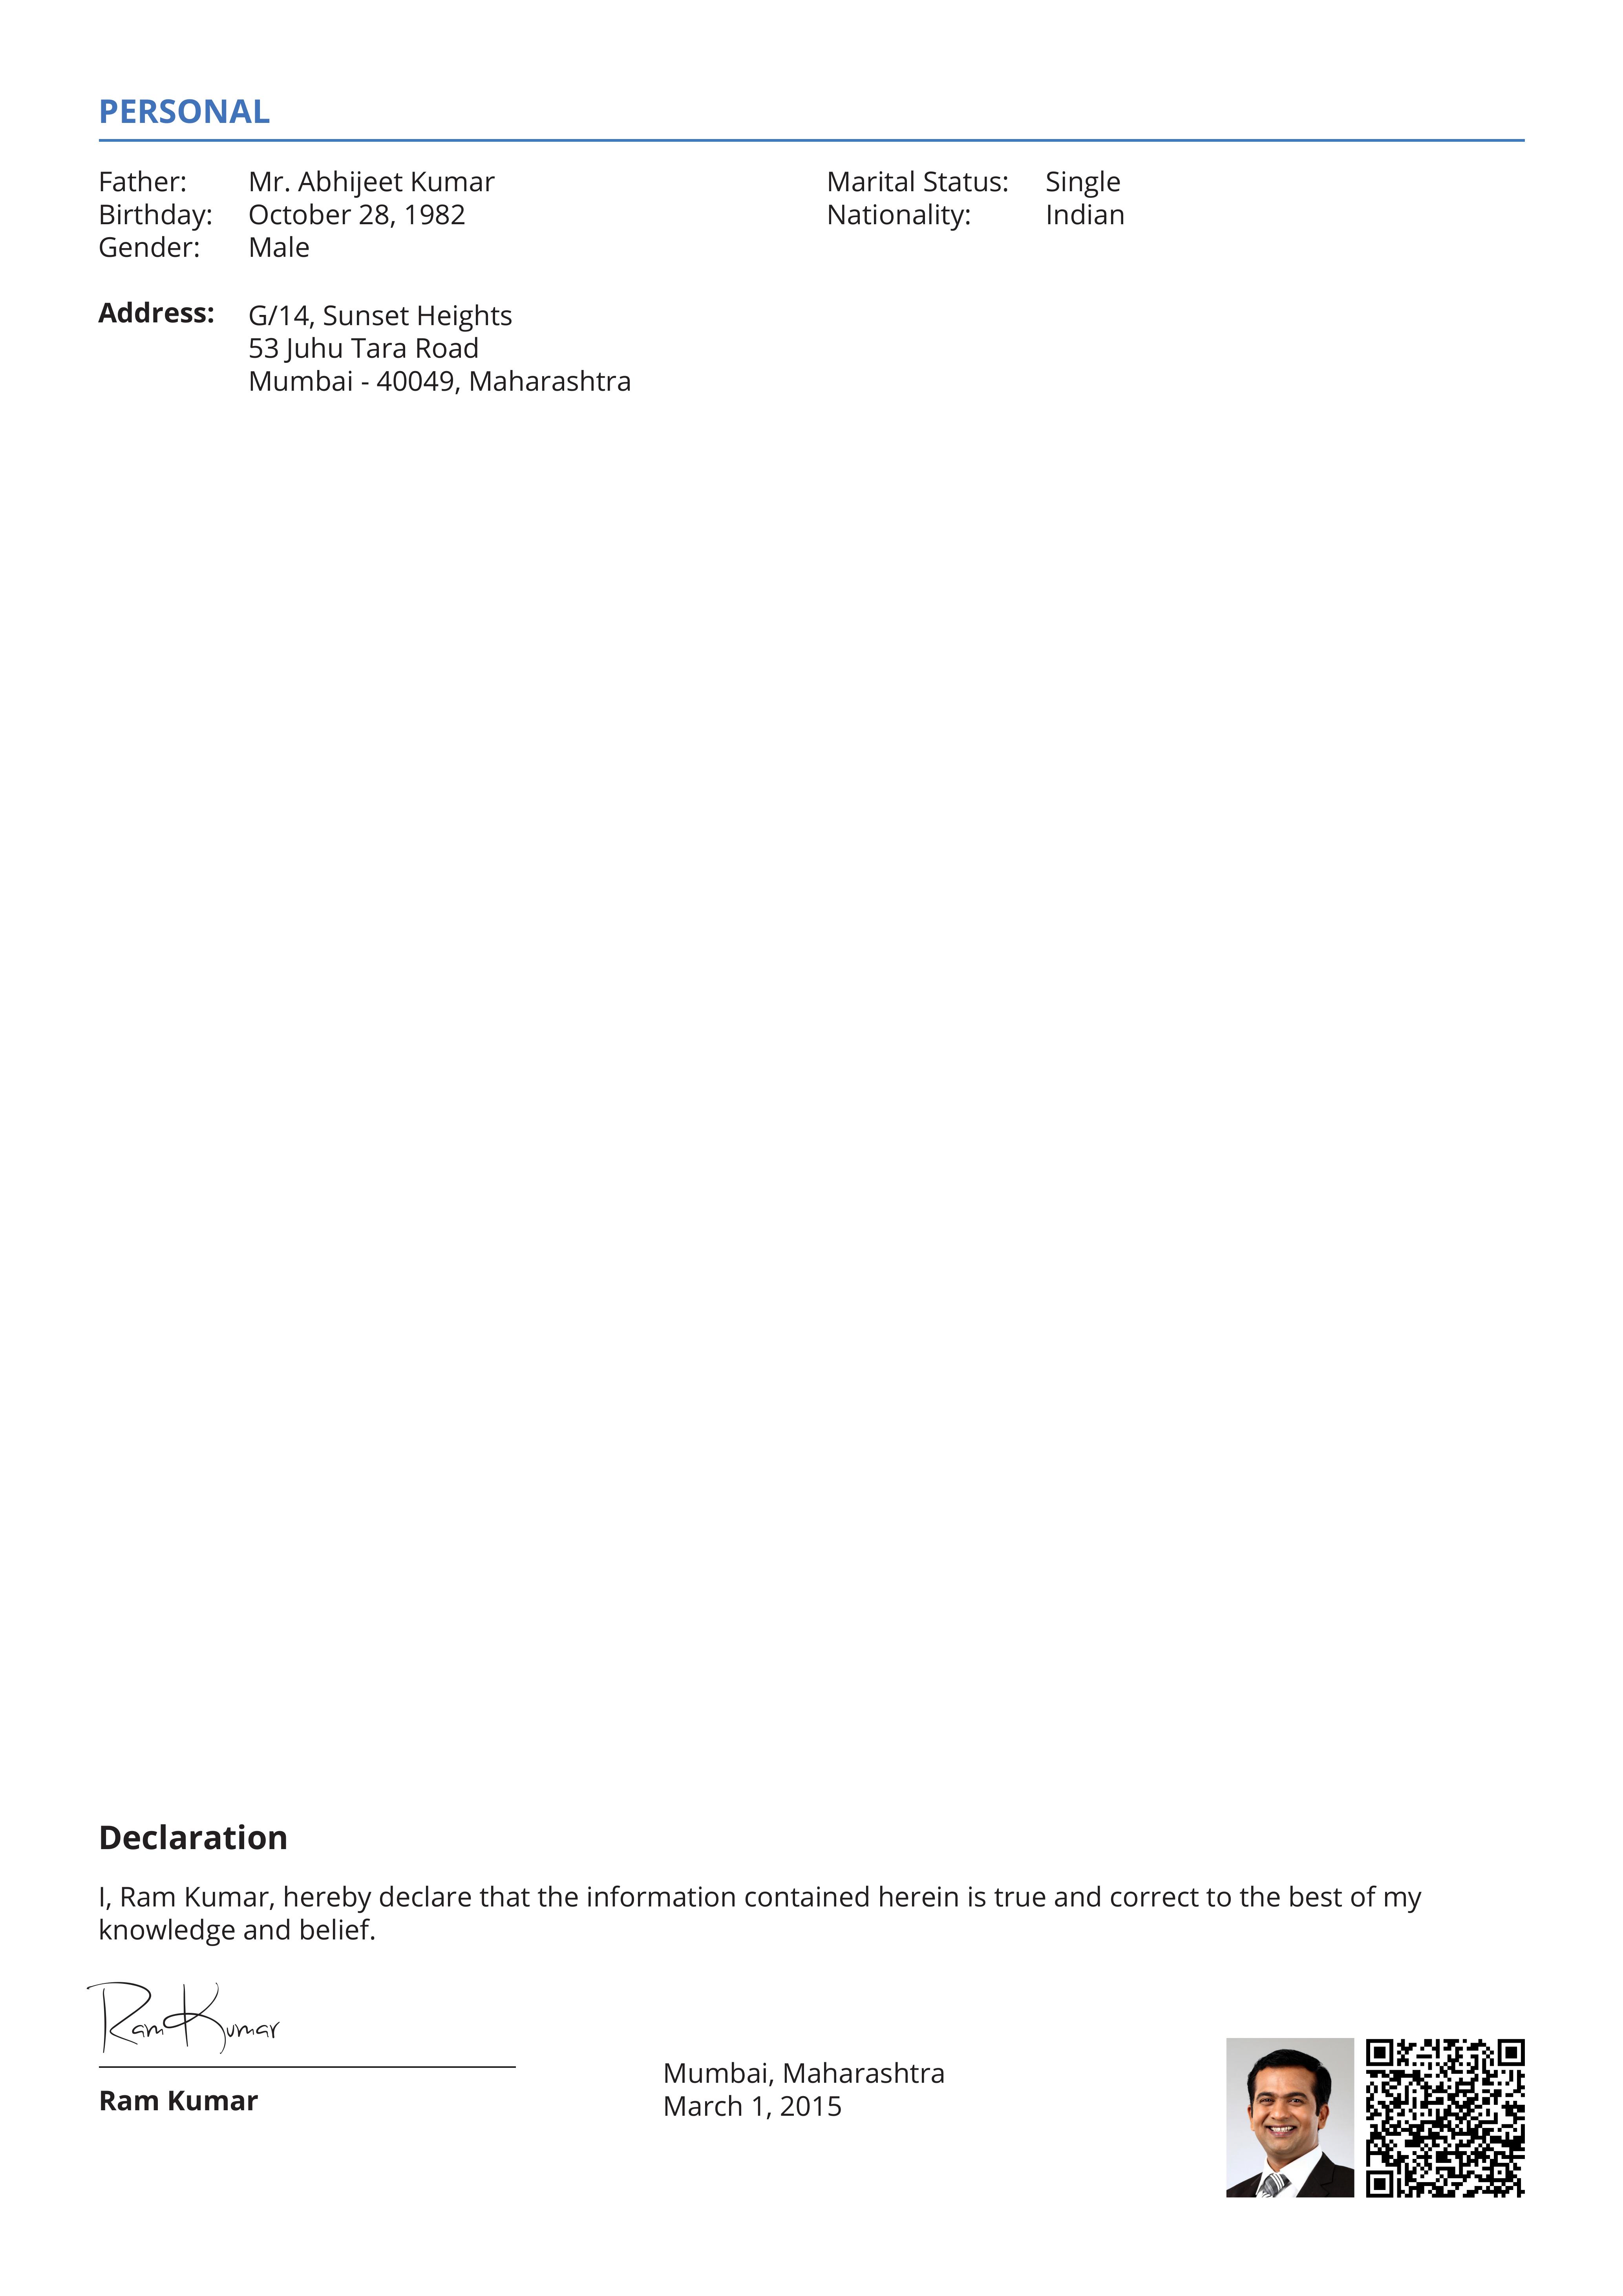 PERSONAL
Father: Mr. Abhijeet Kumar Marital Status: Single
Birthday: October 28, 1982 Nationality: Indian
Gender: Male
Address: G/14, Sunset Heights
53 Juhu Tara Road
Mumbai - 40049, Maharashtra
Declaration
I, Ram Kumar, hereby declare that the information contained herein is true and correct to the best of my
knowledge and belief.
Ram Kumar
Ram Kumar
Mumbai, Maharashtra
March 1, 2015